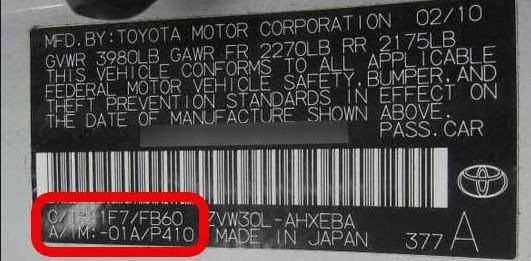 MFD.BY:TOYOTA MOTOR CORPORATION 02/10
GVWR 3980LB GAWR FR 2270LB RR 2175LB
THIS VEHICLE CONFORMS TO ALL APPLICABLE
FEDERAL MOTOR VEHICLE SAFETY,BUMPER,AND
THEFT PREVENTION STANDARDS IN EFFECT ON
THE DATE OF MANUFACTURE SHOWN ABOVE.
PASS.CAR
1F7/FB60 ZVW30L-AHXEBA
A/TM:-01A/P410 MADE IN JAPAN 377 A